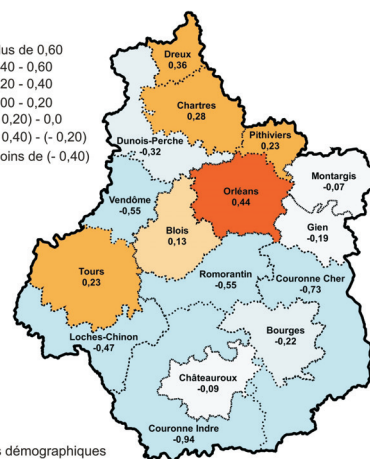 lus de 0,60
40 - 0,60
20 - 0,40
00 - 0,20
0,20) - 0,0
0,40) - (- 0,20)
oins de (- 0,40)
Dreux
0,36
Chartres
0,28
Dunois-Perche
-0,32
Pithiviers
0,23
Orléans
0,44
Montargis
-0,07
Vendôme
-0,55
Blois
0,13
Gien
-0,19
Tours
0,23
Romorantin
-0,55
Couronne Cher
-0,73
Loches-Chinon
-0,47
Bourges
-0,22
Châteauroux
-0,09
Couronne Indre
-0,94
s démographiques